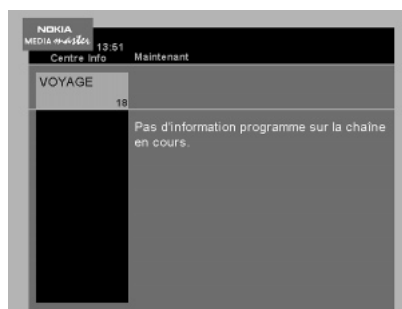 NOKIA
MEDIA master
13:51
Centre Info Maintenant
VOYAGE
18
Pas d'information programme sur la chaîne
en cours.